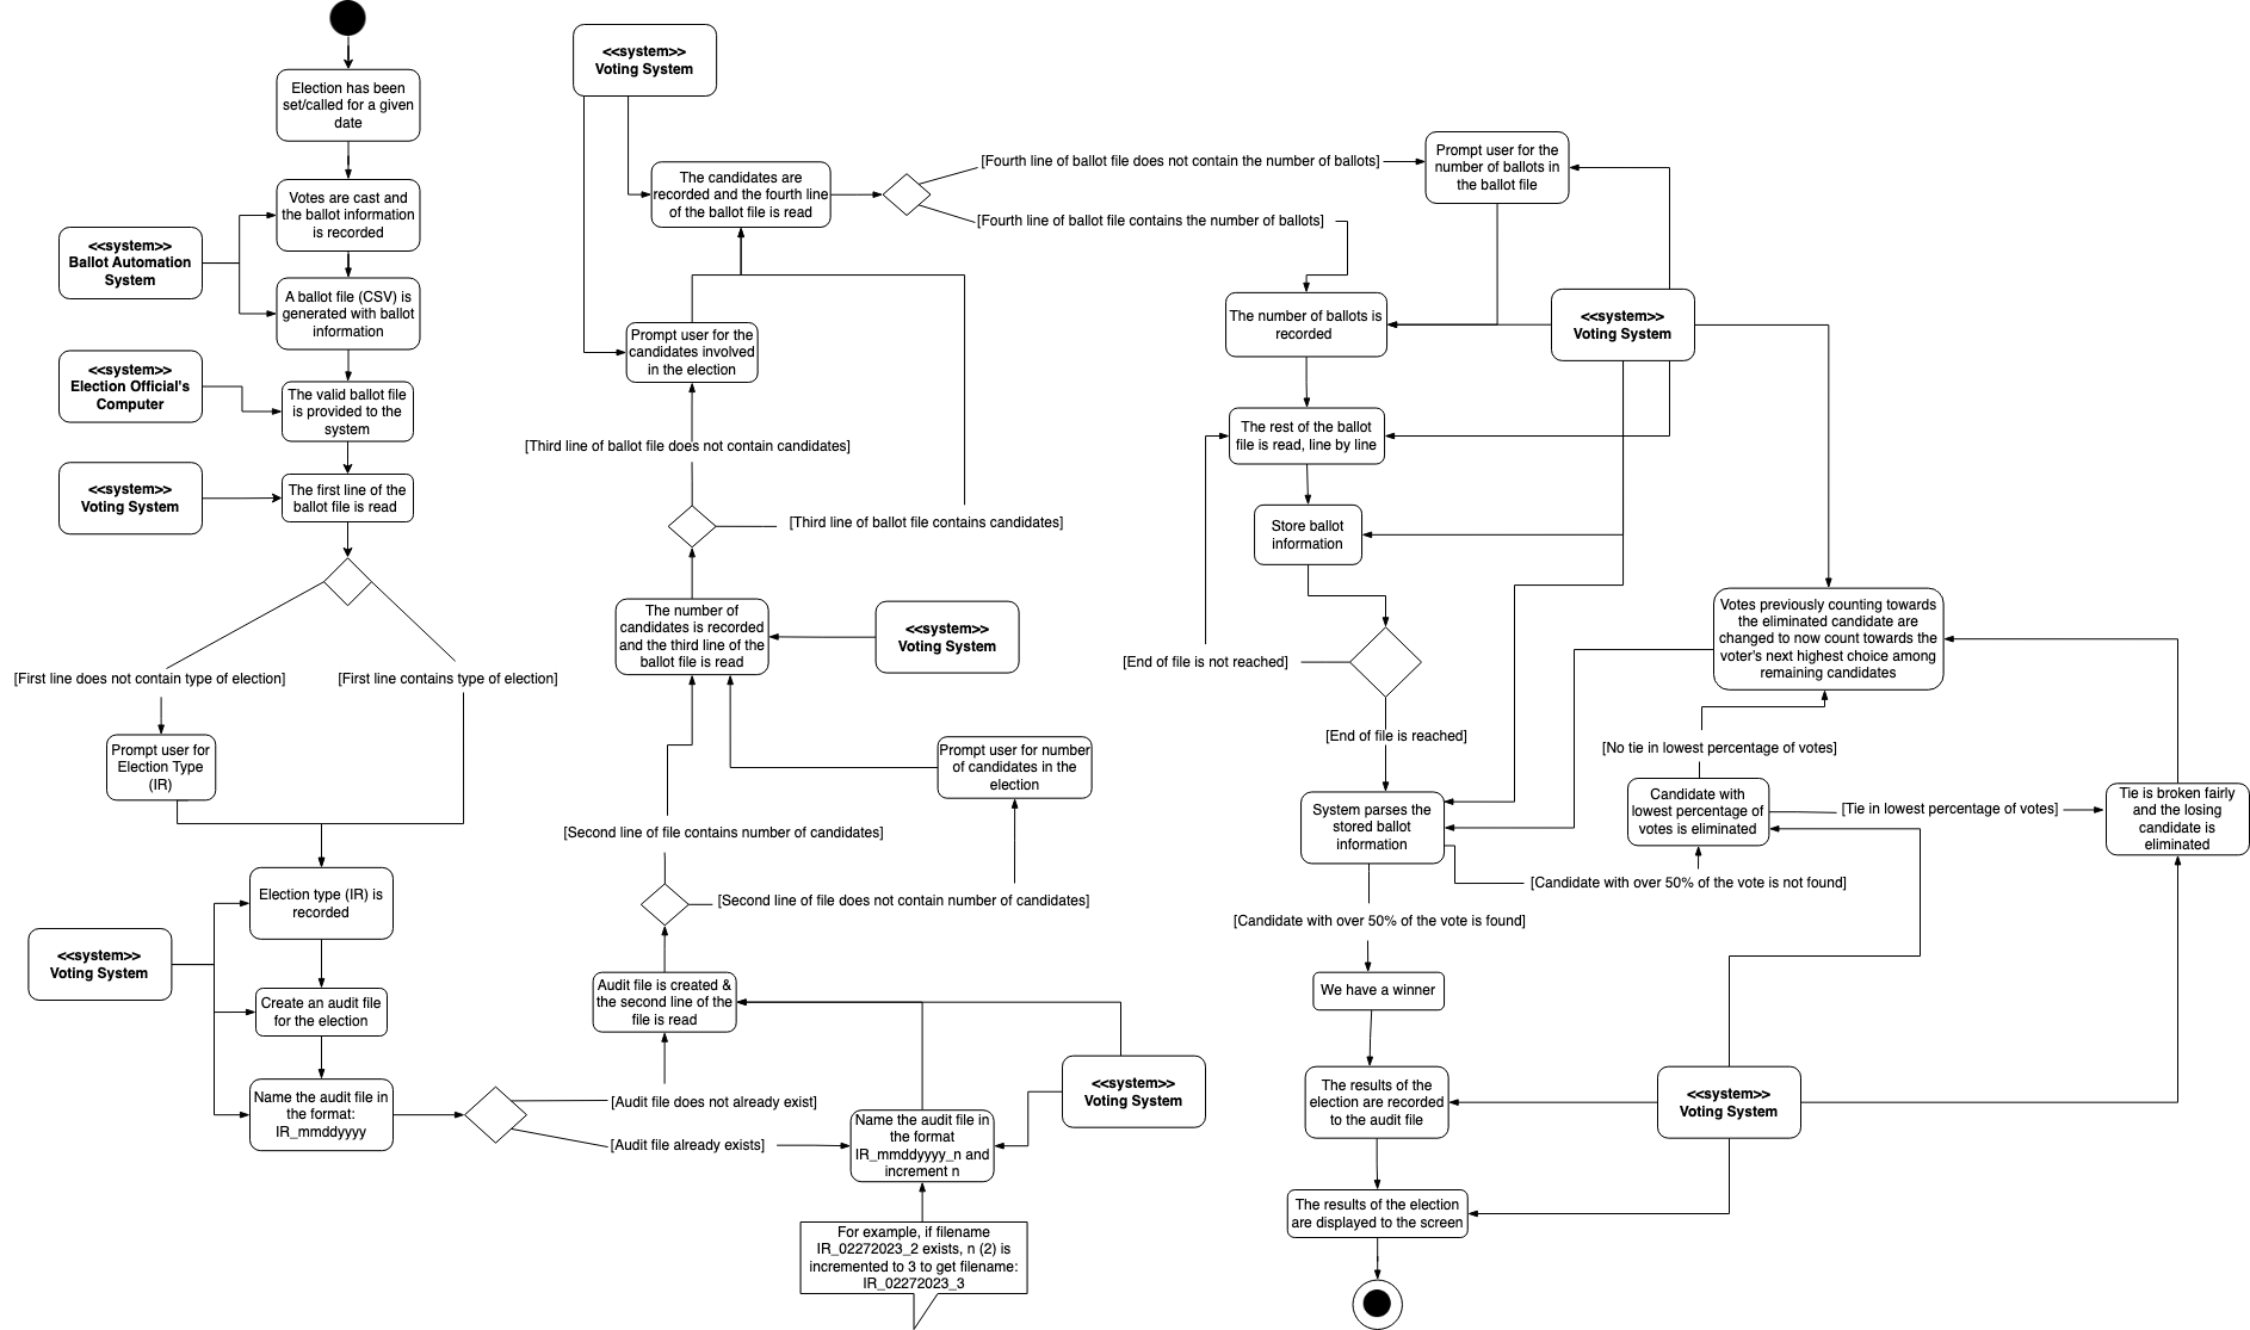 Election has been
set/called for a given
date
Votes are cast and
the ballot information
is recorded
<<system>>
Ballot Automation
System
A ballot file (CSV) is
generated with ballot
information
<<system>>
Election Official's
Computer
The valid ballot file
is provided to the
system
<<system>>
Voting System
The first line of the
ballot file is read
[First line does not contain type of election]
[First line contains type of election]
Prompt user for
Election Type
(IR)
Election type (IR) is
recorded
<<system>>
Voting System
Create an audit file
for the election
Name the audit file in
the format:
IR_mmddyyyy
<<system>>
Voting System
The candidates are
recorded and the fourth line
of the ballot file is read
Prompt user for the
candidates involved
in the election
[Third line of ballot file does not contain candidates]
[Third line of ballot file contains candidates]
The number of
candidates is recorded
and the third line of the
ballot file is read
<<system>>
Voting System
Prompt user for number
of candidates in the
election
[Second line of file contains number of candidates]
[Second line of file does not contain number of candidates]
Audit file is created &
the second line of the
file is read
[Audit file does not already exist]
[Audit file already exists]
<<system>>
Voting System
Name the audit file in
the format
IR_mmddyyyy_n and
increment n
For example, if filename
IR_02272023_2 exists, n (2) is
incremented to 3 to get filename:
IR_02272023_3
[Fourth line of ballot file does not contain the number of ballots]
[Fourth line of ballot file contains the number of ballots]
Prompt user for the
number of ballots in
the ballot file
The number of ballots is
recorded
<<system>>
Voting System
The rest of the ballot
file is read, line by line
Store ballot
information
[End of file is not reached]
[End of file is reached]
Votes previously counting towards
the eliminated candidate are
changed to now count towards the
voter's next highest choice among
remaining candidates
[No tie in lowest percentage of votes]
System parses the
stored ballot
information
Candidate with
lowest percentage of
votes is eliminated
[Tie in lowest percentage of votes]
Tie is broken fairly
and the losing
candidate is
eliminated
[Candidate with over 50% of the vote is not found]
[Candidate with over 50% of the vote is found]
We have a winner
The results of the
election are recorded
to the audit file
<<system>>
Voting System
The results of the election
are displayed to the screen